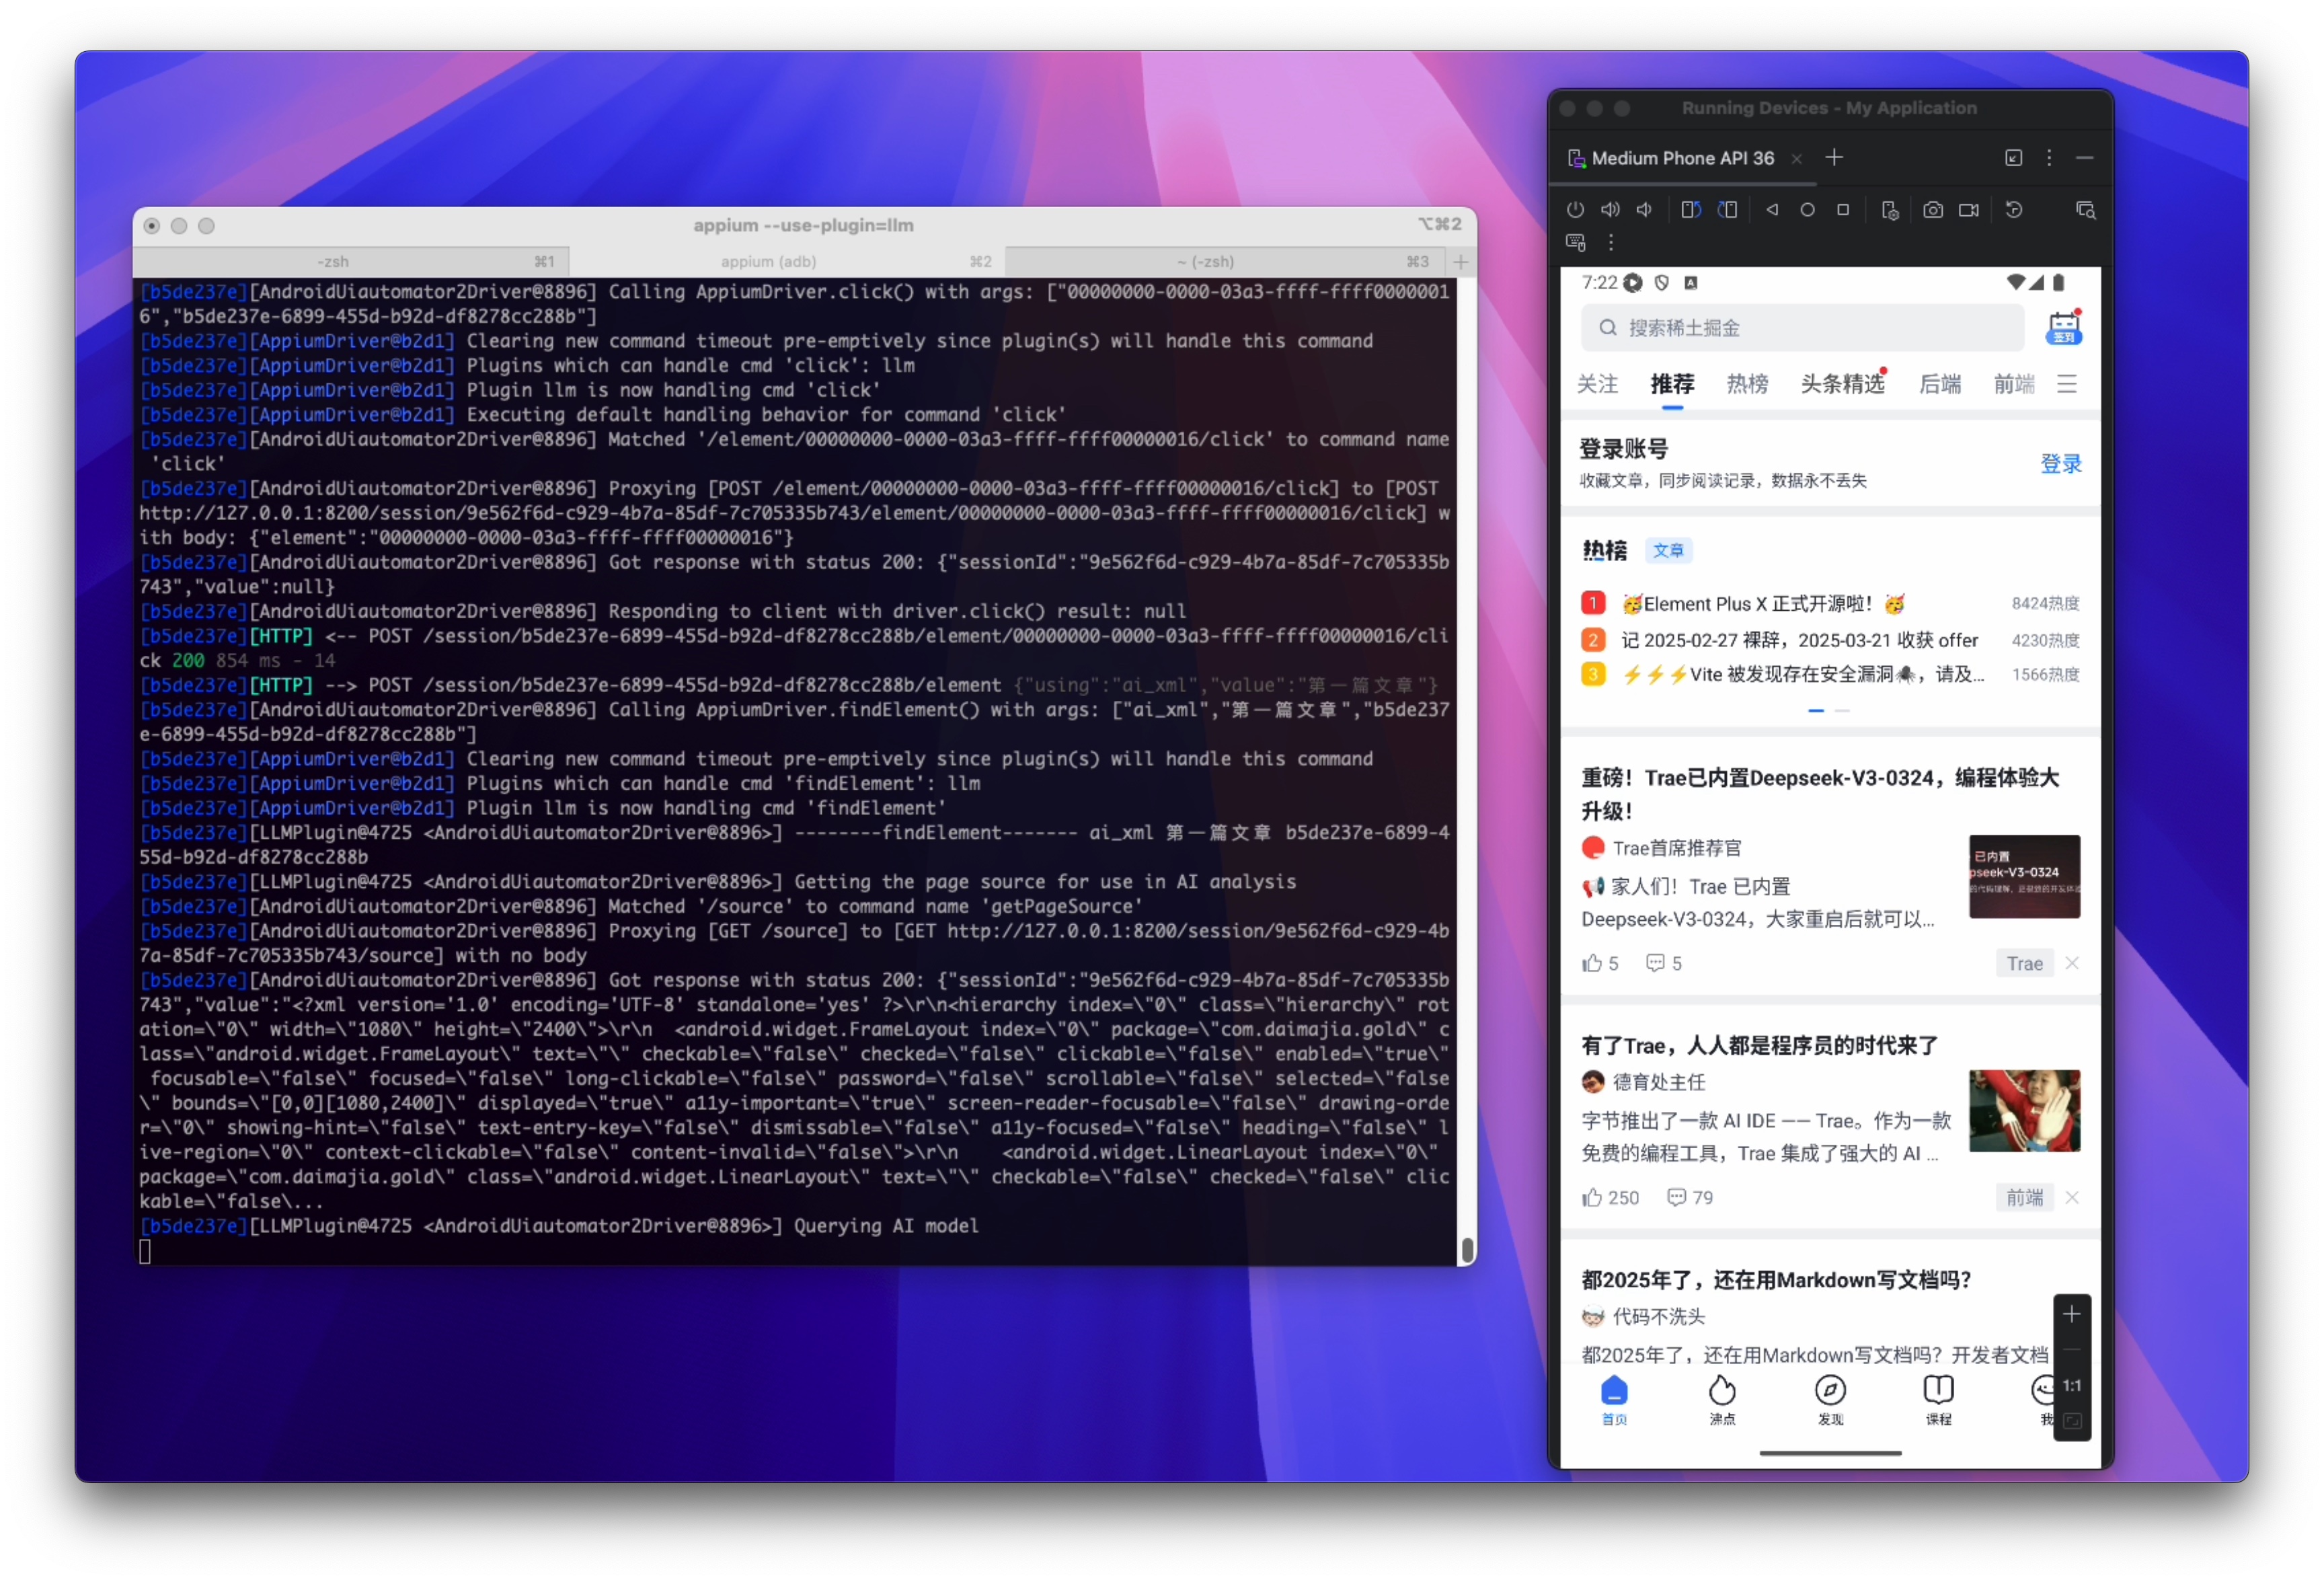 appium --use-plugin=llm
⌥⌘2
-zsh ⌘1
appium (adb) ⌘2
~ (-zsh) ⌘3
[b5de237e][AndroidUiautomator2Driver@8896] Calling AppiumDriver.click() with args: ["00000000-0000-03a3-ffff-ffff0000001
6","b5de237e-6899-455d-b92d-df8278cc288b"]
[b5de237e][AppiumDriver@b2d1] Clearing new command timeout pre-emptively since plugin(s) will handle this command
[b5de237e][AppiumDriver@b2d1] Plugins which can handle cmd 'click': llm
[b5de237e][AppiumDriver@b2d1] Plugin llm is now handling cmd 'click'
[b5de237e][AppiumDriver@b2d1] Executing default handling behavior for command 'click'
[b5de237e][AndroidUiautomator2Driver@8896] Matched '/element/00000000-0000-03a3-ffff-ffff00000016/click' to command name
 'click'
[b5de237e][AndroidUiautomator2Driver@8896] Proxying [POST /element/00000000-0000-03a3-ffff-ffff00000016/click] to [POST
http://127.0.0.1:8200/session/9e562f6d-c929-4b7a-85df-7c705335b743/element/00000000-0000-03a3-ffff-ffff00000016/click] w
ith body: {"element":"00000000-0000-03a3-ffff-ffff00000016"}
[b5de237e][AndroidUiautomator2Driver@8896] Got response with status 200: {"sessionId":"9e562f6d-c929-4b7a-85df-7c705335b
743","value":null}
[b5de237e][AndroidUiautomator2Driver@8896] Responding to client with driver.click() result: null
[b5de237e][HTTP] <-- POST /session/b5de237e-6899-455d-b92d-df8278cc288b/element/00000000-0000-03a3-ffff-ffff00000016/cli
ck 200 854 ms - 14
[b5de237e][HTTP] --> POST /session/b5de237e-6899-455d-b92d-df8278cc288b/element {"using":"ai_xml","value":"第一篇文章"}
[b5de237e][AndroidUiautomator2Driver@8896] Calling AppiumDriver.findElement() with args: ["ai_xml","第一篇文章","b5de237
e-6899-455d-b92d-df8278cc288b"]
[b5de237e][AppiumDriver@b2d1] Clearing new command timeout pre-emptively since plugin(s) will handle this command
[b5de237e][AppiumDriver@b2d1] Plugins which can handle cmd 'findElement': llm
[b5de237e][AppiumDriver@b2d1] Plugin llm is now handling cmd 'findElement'
[b5de237e][LLMPlugin@4725 <AndroidUiautomator2Driver@8896>] --------findElement------- ai_xml 第一篇文章 b5de237e-6899-4
55d-b92d-df8278cc288b
[b5de237e][LLMPlugin@4725 <AndroidUiautomator2Driver@8896>] Getting the page source for use in AI analysis
[b5de237e][AndroidUiautomator2Driver@8896] Matched '/source' to command name 'getPageSource'
[b5de237e][AndroidUiautomator2Driver@8896] Proxying [GET /source] to [GET http://127.0.0.1:8200/session/9e562f6d-c929-4b
7a-85df-7c705335b743/source] with no body
[b5de237e][AndroidUiautomator2Driver@8896] Got response with status 200: {"sessionId":"9e562f6d-c929-4b7a-85df-7c705335b
743","value":"<?xml version='1.0' encoding='UTF-8' standalone='yes' ?>\r\n<hierarchy index=\"0\" class=\"hierarchy\" rot
ation=\"0\" width=\"1080\" height=\"2400\">\r\n  <android.widget.FrameLayout index=\"0\" package=\"com.daimajia.gold\" c
lass=\"android.widget.FrameLayout\" text=\"\" checkable=\"false\" checked=\"false\" clickable=\"false\" enabled=\"true\"
 focusable=\"false\" focused=\"false\" long-clickable=\"false\" password=\"false\" scrollable=\"false\" selected=\"false
\" bounds=\"[0,0][1080,2400]\" displayed=\"true\" a11y-important=\"true\" screen-reader-focusable=\"false\" drawing-orde
r=\"0\" showing-hint=\"false\" text-entry-key=\"false\" dismissable=\"false\" a11y-focused=\"false\" heading=\"false\" l
ive-region=\"0\" context-clickable=\"false\" content-invalid=\"false\">\r\n    <android.widget.LinearLayout index=\"0\"
package=\"com.daimajia.gold\" class=\"android.widget.LinearLayout\" text=\"\" checkable=\"false\" checked=\"false\" clic
kable=\"false\...
[b5de237e][LLMPlugin@4725 <AndroidUiautomator2Driver@8896>] Querying AI model
Running Devices - My Application
Medium Phone API 36
7:22
搜索稀土掘金
签到
关注 推荐 热榜 头条精选 后端 前端
登录账号
登录
收藏文章，同步阅读记录，数据永不丢失
热榜 文章
1 🥳Element Plus X 正式开源啦！🥳 8424热度
2 记 2025-02-27 裸辞，2025-03-21 收获 offer 4230热度
3 ⚡⚡⚡Vite 被发现存在安全漏洞🕷️，请及... 1566热度
重磅！Trae已内置Deepseek-V3-0324，编程体验大
升级！
Trae首席推荐官
📢 家人们！Trae 已内置
Deepseek-V3-0324，大家重启后就可以...
已内置
pseek-V3-0324
5 5 Trae
有了Trae，人人都是程序员的时代来了
德育处主任
字节推出了一款 AI IDE —— Trae。作为一款
免费的编程工具，Trae 集成了强大的 AI ...
250 79 前端
都2025年了，还在用Markdown写文档吗？
代码不洗头
都2025年了，还在用Markdown写文档吗？开发者文档
1:1
首页 沸点 发现 课程 我